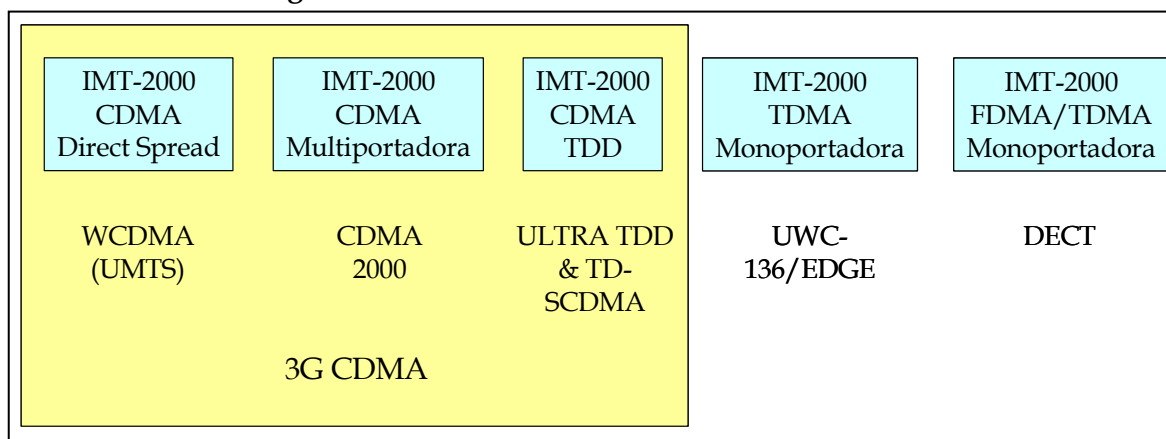 IMT-2000
CDMA
Direct Spread
IMT-2000
CDMA
Multiportadora
IMT-2000
CDMA
TDD
IMT-2000
TDMA
Monoportadora
IMT-2000
FDMA/TDMA
Monoportadora
WCDMA
(UMTS)
CDMA
2000
ULTRA TDD
& TD-
SCDMA
UWC-
136/EDGE
DECT
3G CDMA